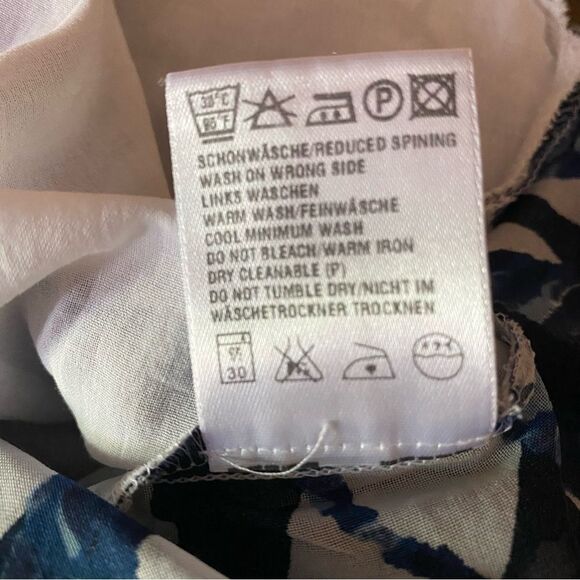 30°C
86°F
P
SCHONWÄSCHE/REDUCED SPINING
WASH ON WRONG SIDE
LINKS WASCHEN
WARM WASH/FEINWÄSCHE
COOL MINIMUM WASH
DO NOT BLEACH/WARM IRON
DRY CLEANABLE (P)
DO NOT TUMBLE DRY/NICHT IM
WÄSCHETROCKNER TROCKNEN
30